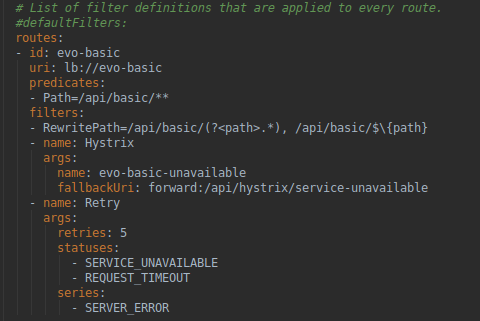 # List of filter definitions that are applied to every route.
#defaultFilters:
routes:
- id: evo-basic
uri: lb://evo-basic
predicates:
- Path=/api/basic/**
filters:
- RewritePath=/api/basic/(?<path>.*), /api/basic/$\{path}
- name: Hystrix
args:
name: evo-basic-unavailable
fallbackUri: forward:/api/hystrix/service-unavailable
- name: Retry
args:
retries: 5
statuses:
- SERVICE_UNAVAILABLE
- REQUEST_TIMEOUT
series:
- SERVER_ERROR